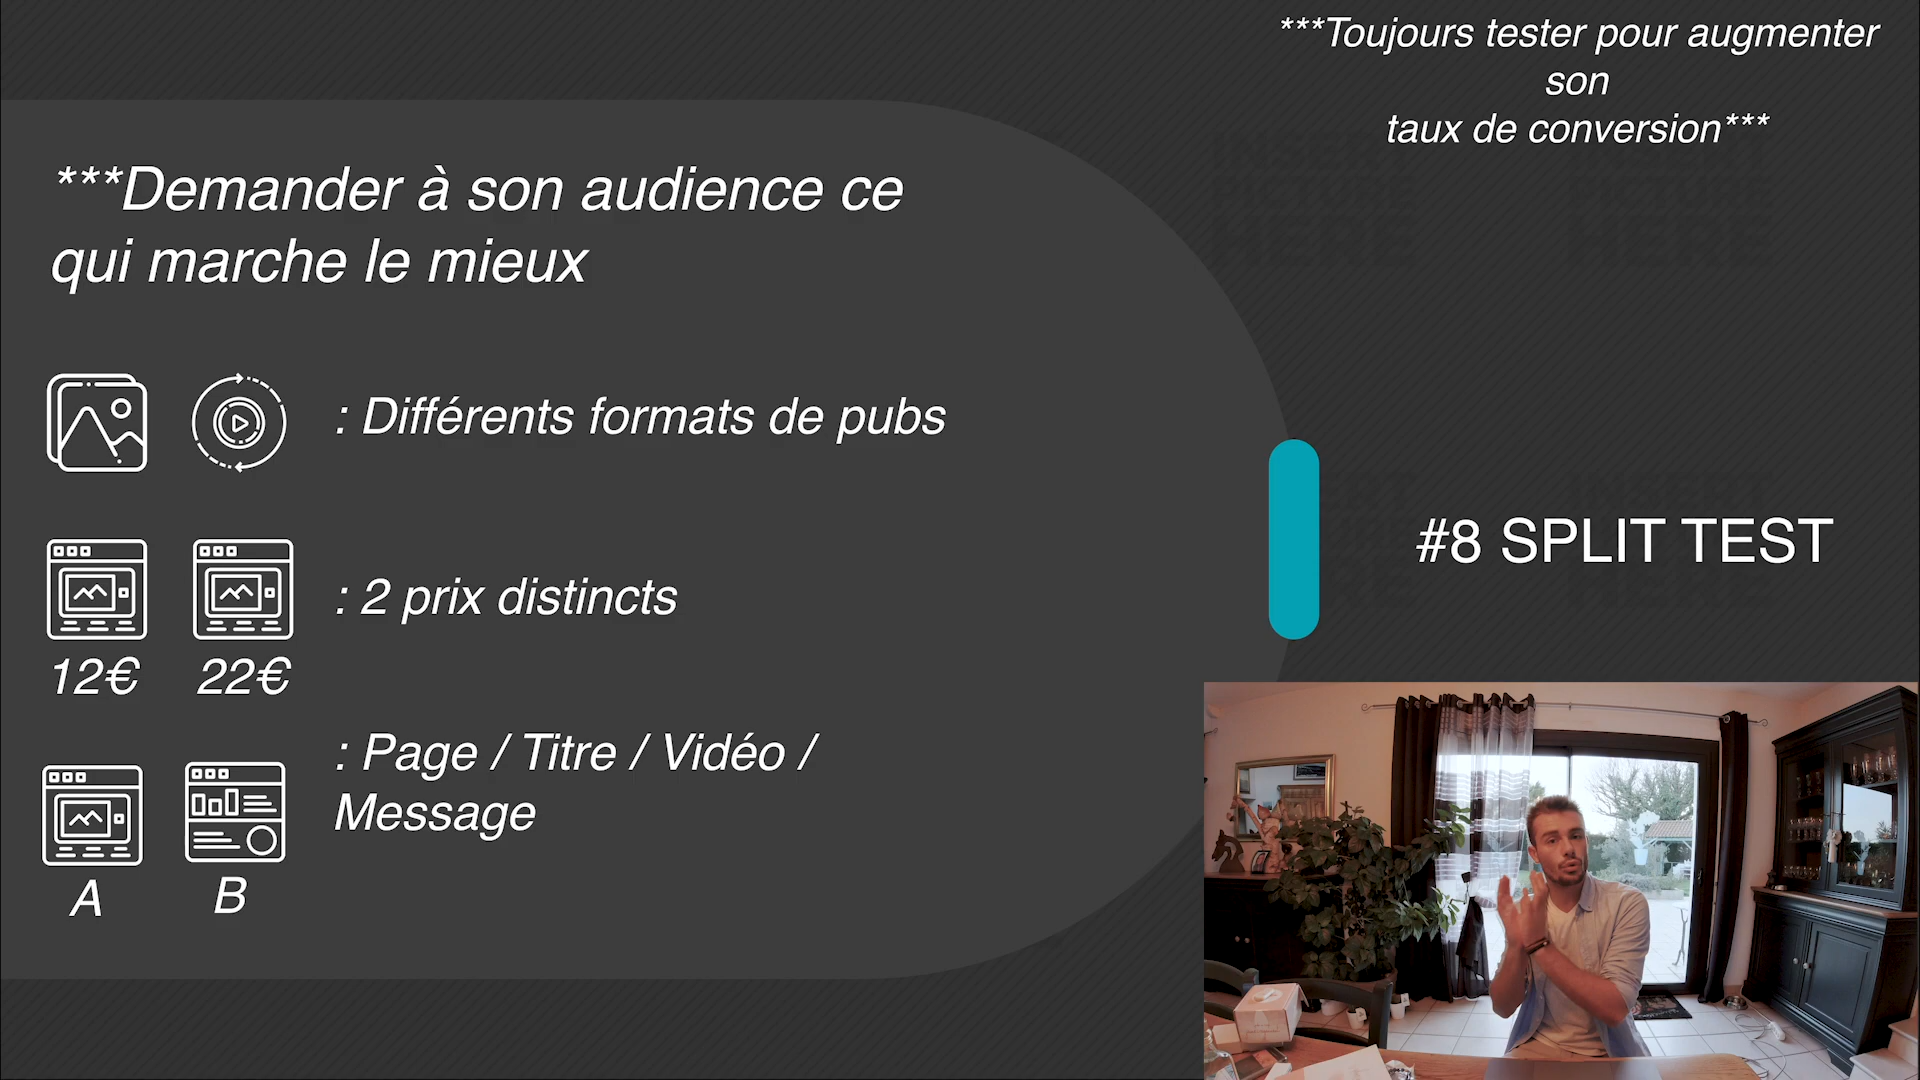 ***Toujours tester pour augmenter
son
taux de conversion***
***Demander à son audience ce
qui marche le mieux
: Différents formats de pubs
: 2 prix distincts
12€ 22€
: Page / Titre / Vidéo /
Message
A B
#8 SPLIT TEST